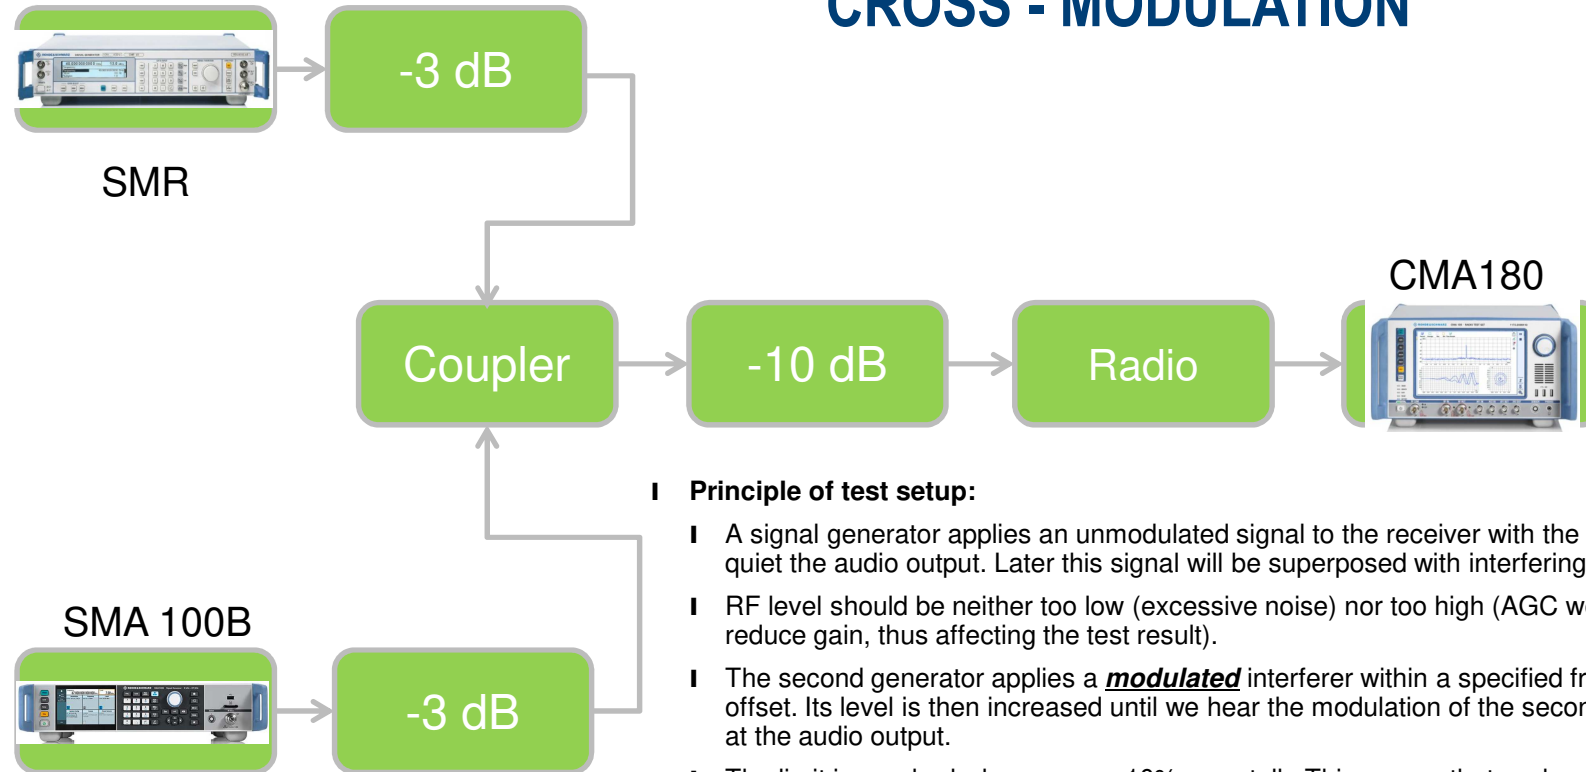 CROSS - MODULATION
-3 dB
SMR
CMA180
Coupler
-10 dB
Radio
Principle of test setup:
A signal generator applies an unmodulated signal to the receiver with the
quiet the audio output. Later this signal will be superposed with interfering
RF level should be neither too low (excessive noise) nor too high (AGC w
reduce gain, thus affecting the test result).
The second generator applies a modulated interferer within a specified fr
offset. Its level is then increased until we hear the modulation of the secon
at the audio output.
SMA 100B
-3 dB